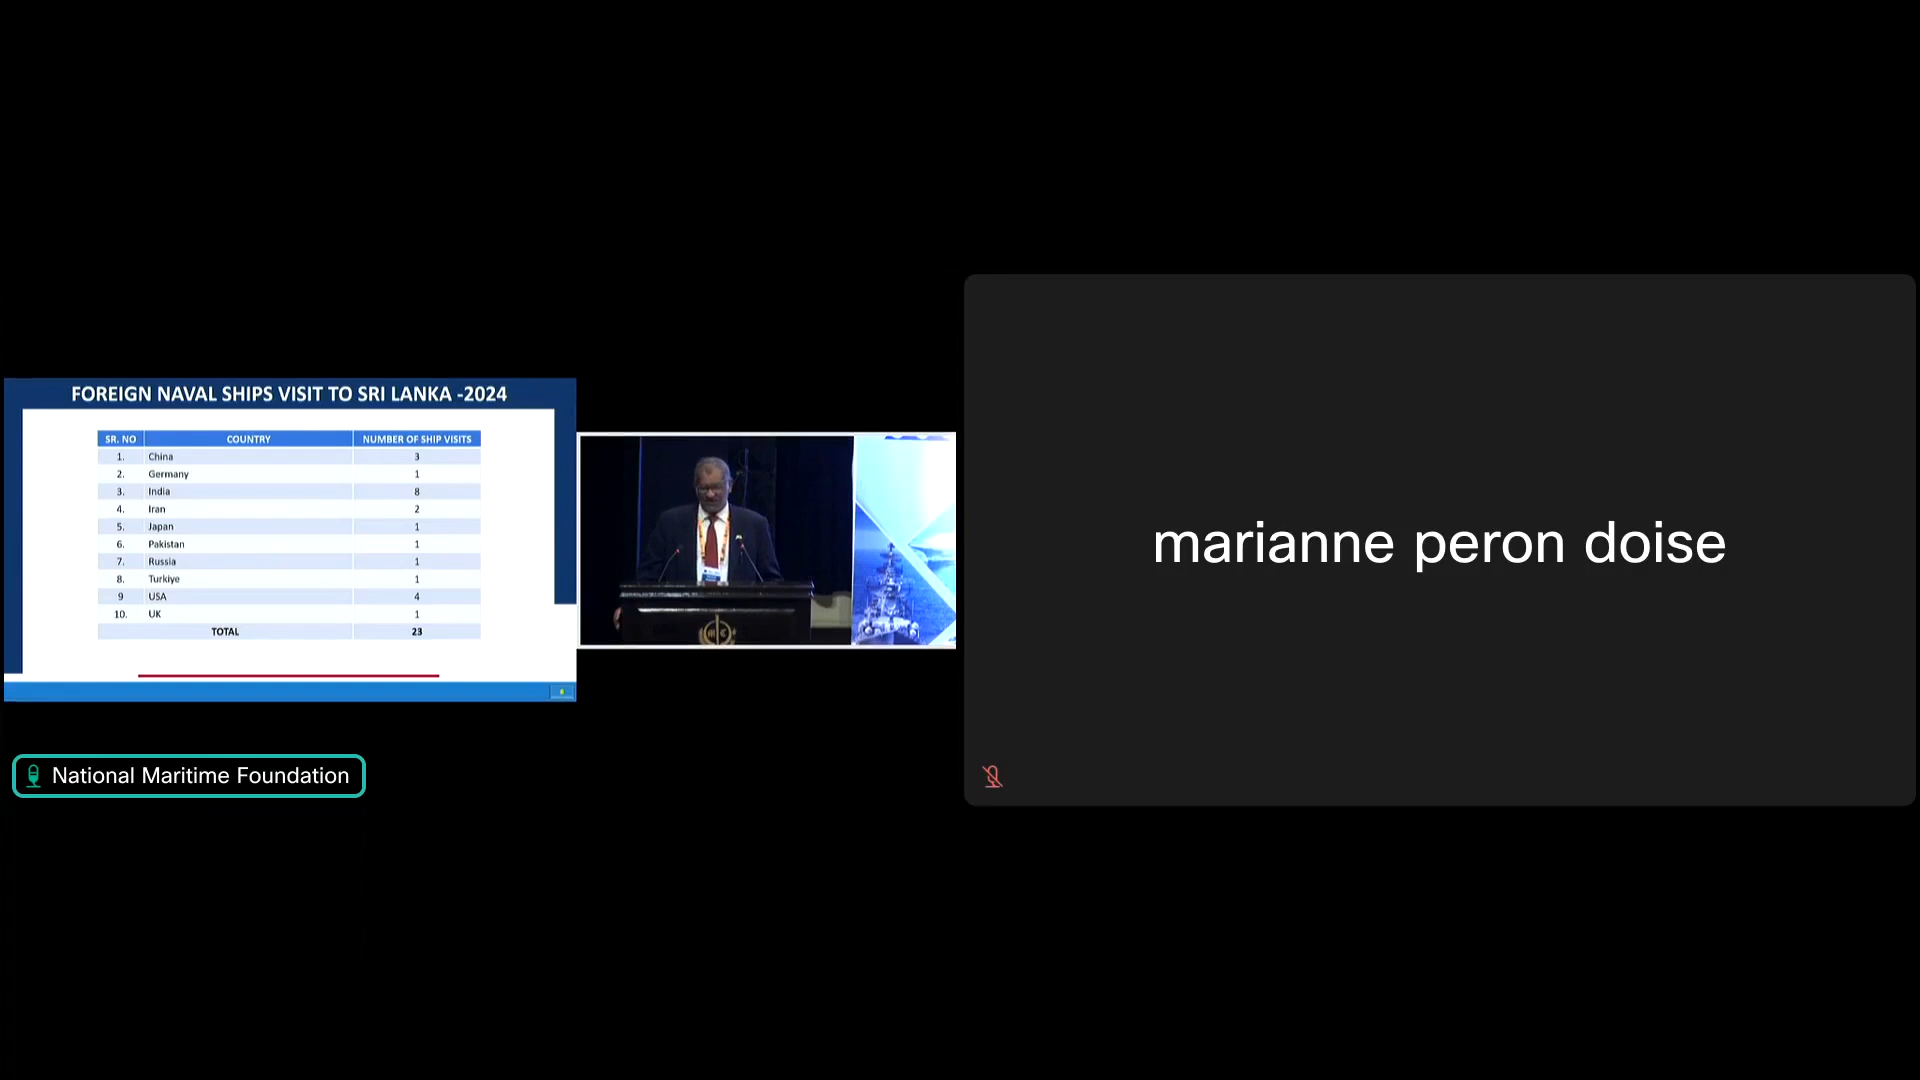 FOREIGN NAVAL SHIPS VISIT TO SRI LANKA -2024
SR. NO COUNTRY NUMBER OF SHIP VISITS
1. China 3
2. Germany 1
3. India 8
4. Iran 2
5. Japan 1
6. Pakistan 1
7. Russia 1
8. Turkiye 1
9 USA 4
10. UK 1
TOTAL 23
National Maritime Foundation
marianne peron doise